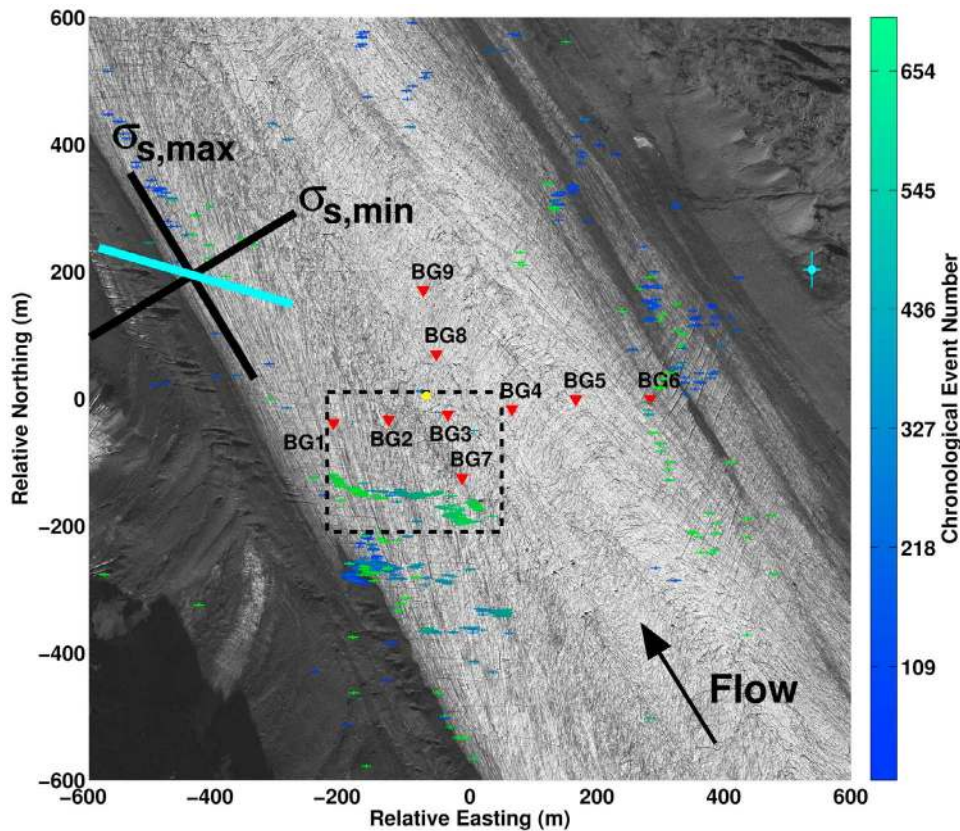 600
400
200
0
−200
−400
−600
−600
−400
−200
0
200
400
600
Relative Northing (m)
Relative Easting (m)
σs,max
σs,min
BG9
BG8
BG4
BG5
BG6
BG1
BG2
BG3
BG7
Flow
654
545
436
327
218
109
Chronological Event Number